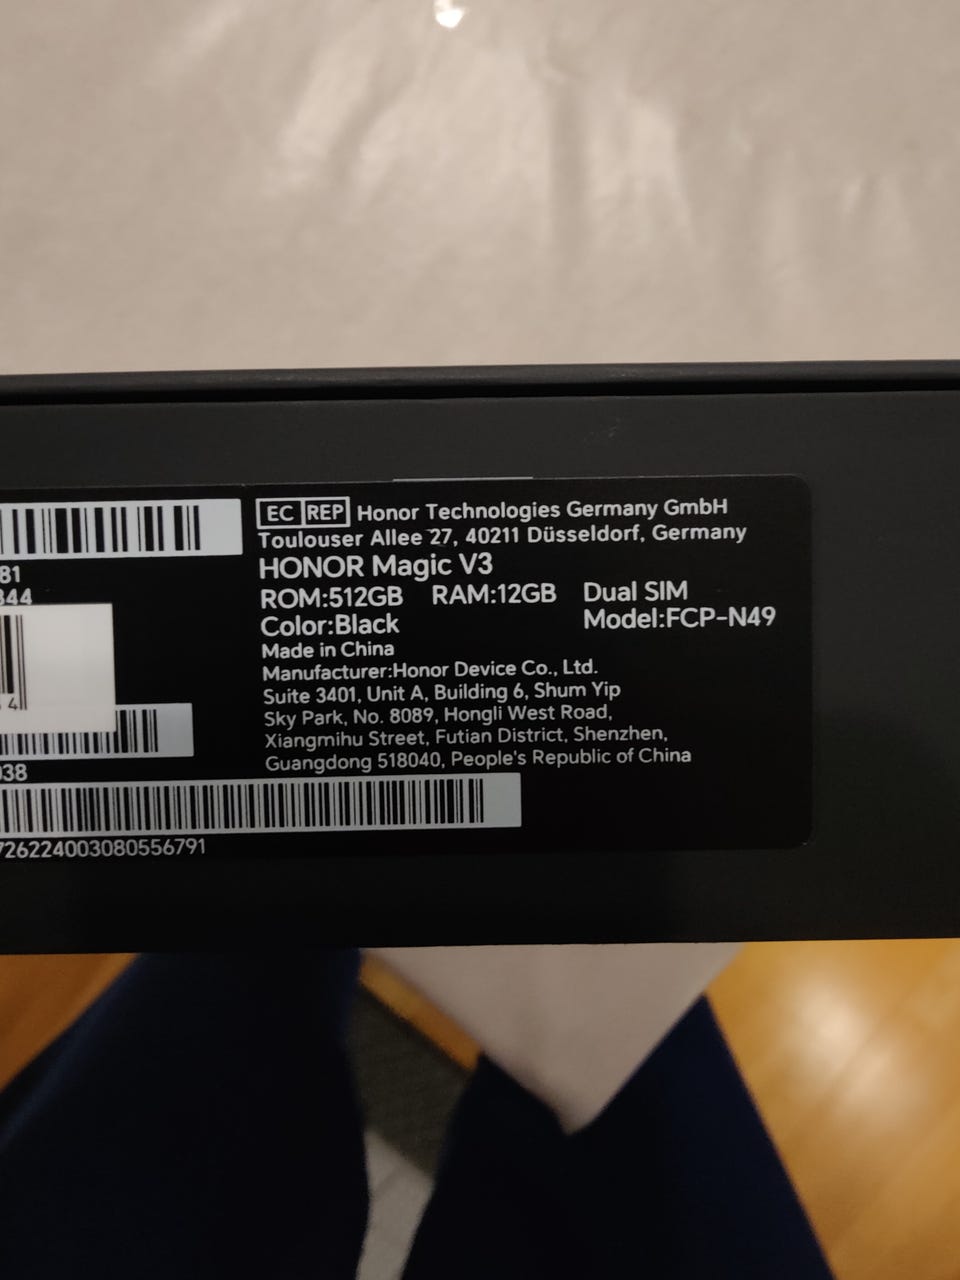 EC REP Honor Technologies Germany GmbH
Toulouser Allee 27, 40211 Düsseldorf, Germany
HONOR Magic V3
ROM:512GB RAM:12GB Dual SIM
Color:Black Model:FCP-N49
Made in China
Manufacturer:Honor Device Co., Ltd.
Suite 3401, Unit A, Building 6, Shum Yip
Sky Park, No. 8089, Hongli West Road,
Xiangmihu Street, Futian District, Shenzhen,
Guangdong 518040, People's Republic of China
81
344
4
038
726224003080556791